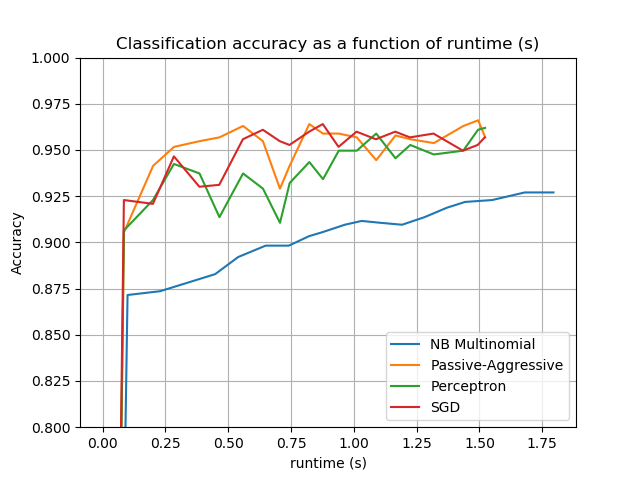 Classification accuracy as a function of runtime (s)
1.000
0.975
0.950
0.925
0.900
0.875
0.850
0.825
0.800
Accuracy
NB Multinomial
Passive-Aggressive
Perceptron
SGD
0.00 0.25 0.50 0.75 1.00 1.25 1.50 1.75
runtime (s)